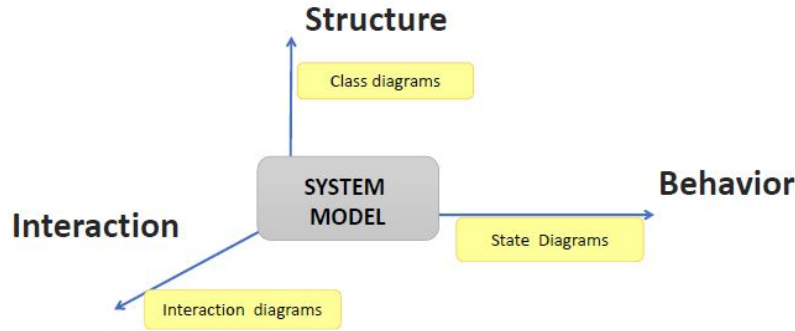 Structure
Class diagrams
SYSTEM
MODEL
Behavior
Interaction
State Diagrams
Interaction diagrams